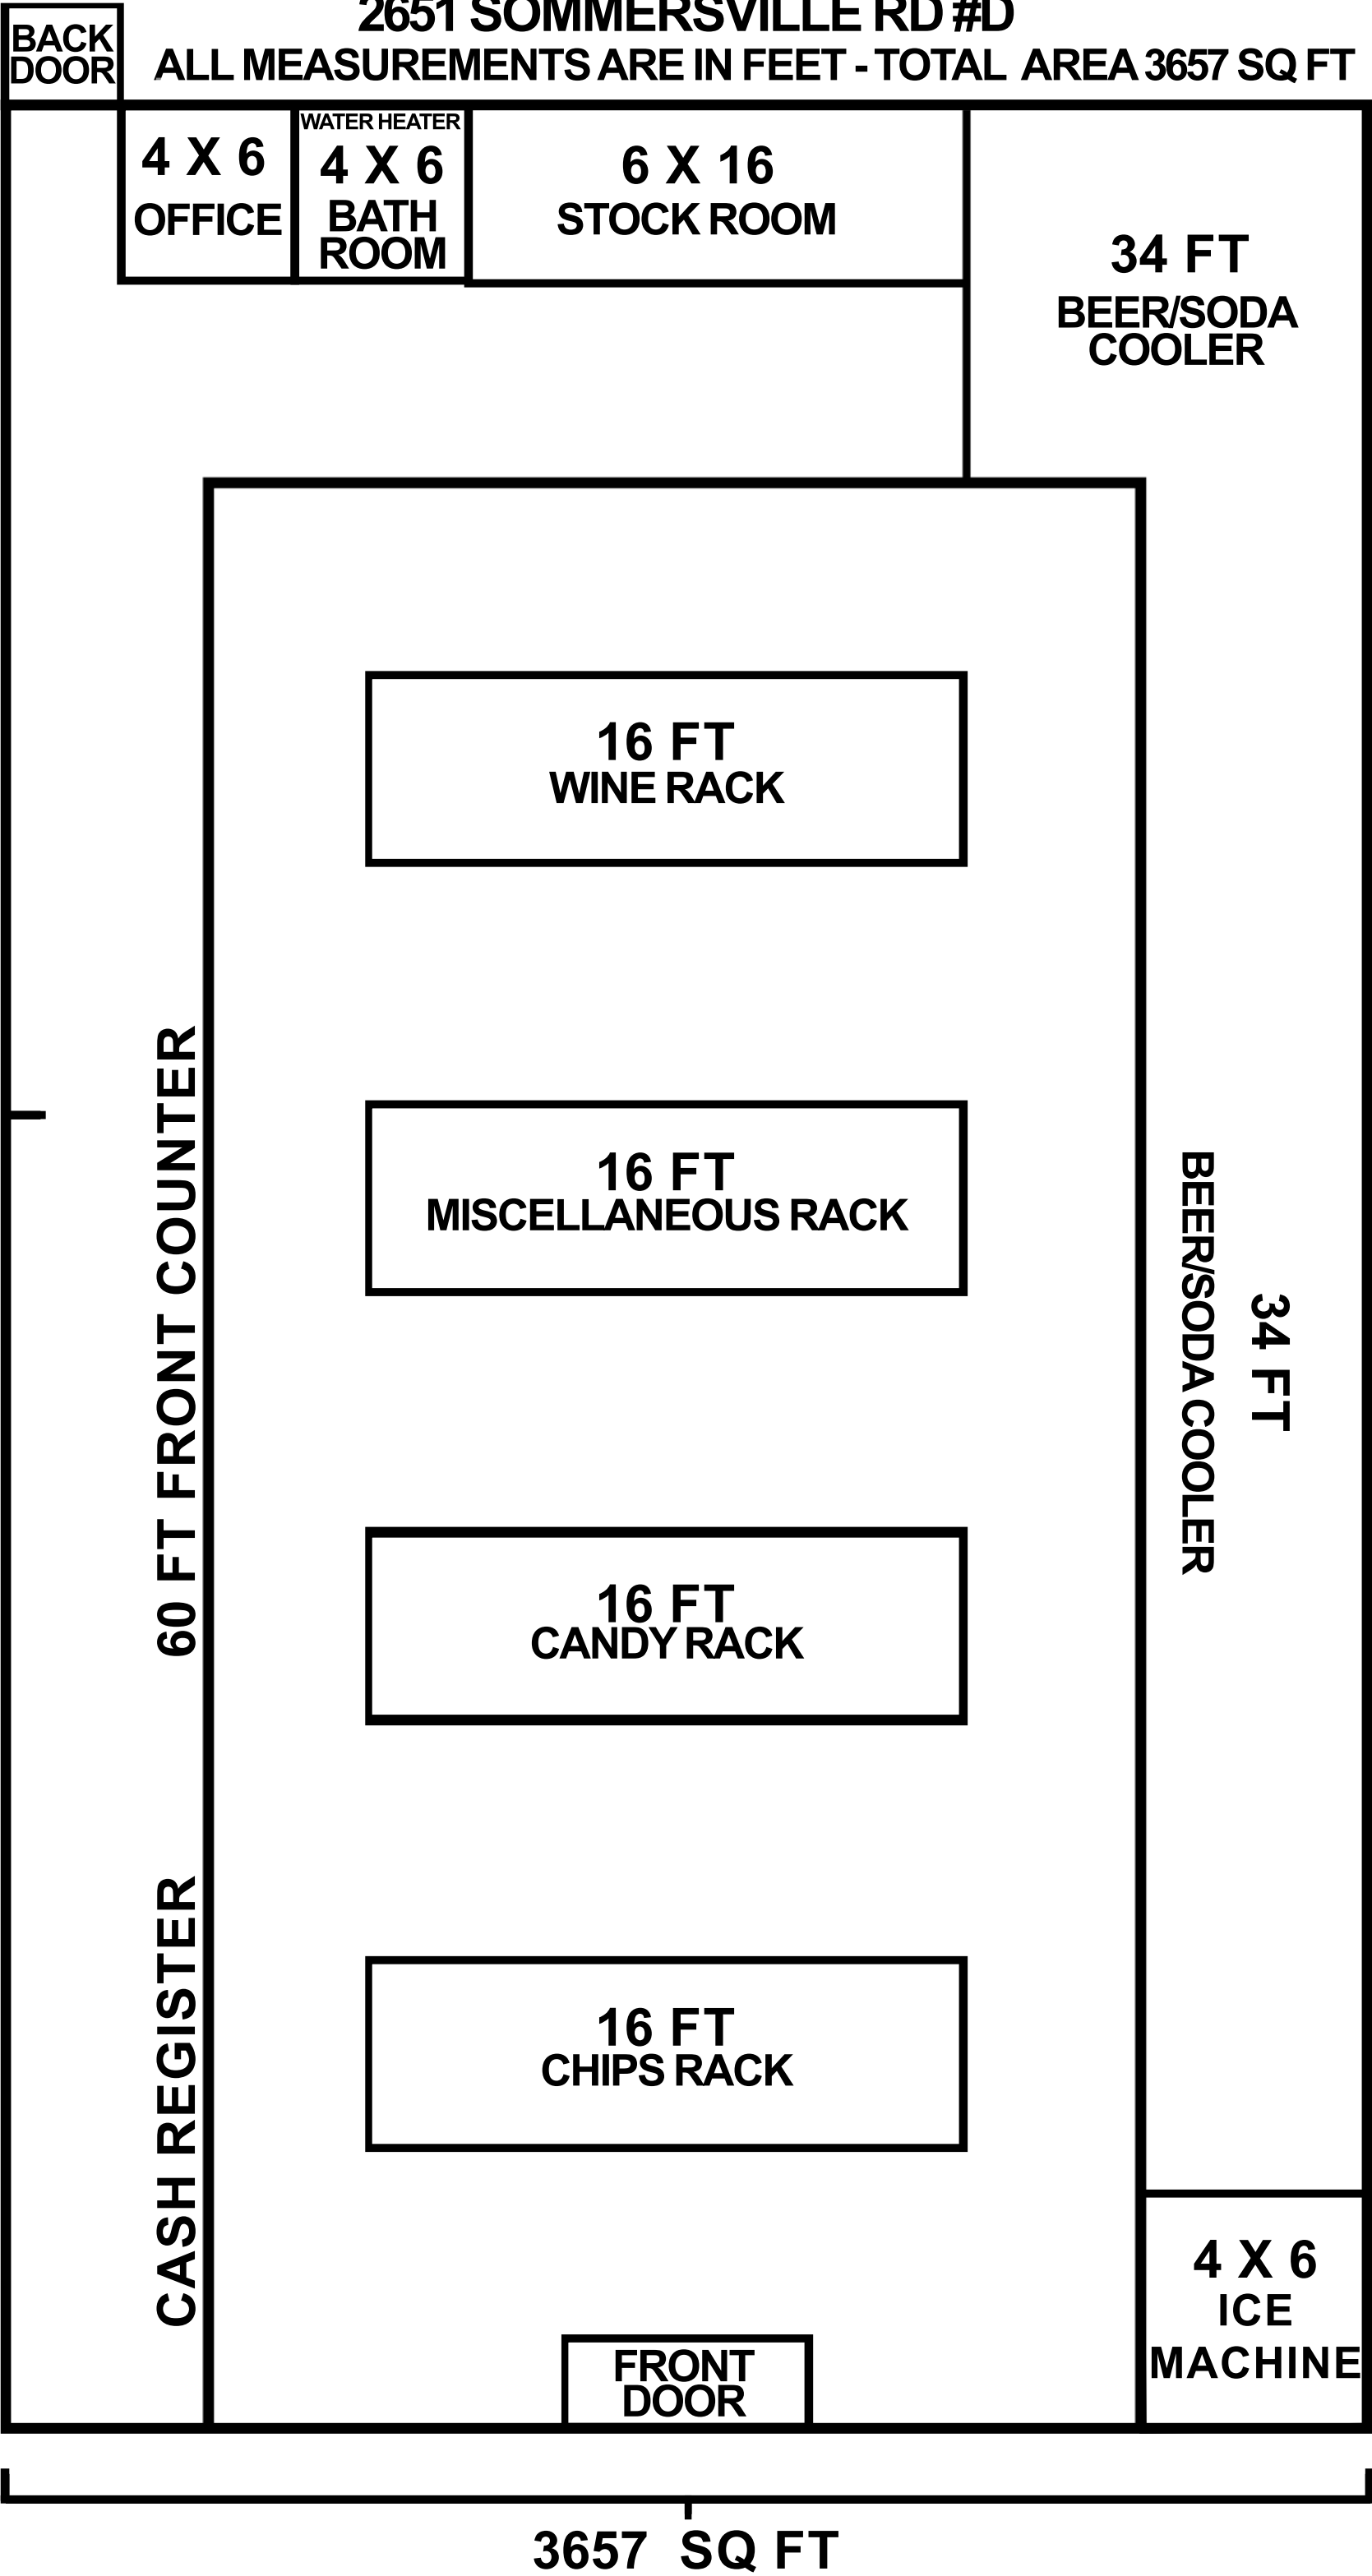 2651 SOMMERSVILLE RD #D
BACK
DOOR
ALL MEASUREMENTS ARE IN FEET - TOTAL AREA 3657 SQ FT
4 X 6
OFFICE
WATER HEATER
4 X 6
BATH
ROOM
6 X 16
STOCK ROOM
34 FT
BEER/SODA
COOLER
16 FT
WINE RACK
60 FT FRONT COUNTER
16 FT
MISCELLANEOUS RACK
34 FT
BEER/SODA COOLER
16 FT
CANDY RACK
CASH REGISTER
16 FT
CHIPS RACK
4 X 6
ICE
MACHINE
FRONT
DOOR
3657 SQ FT